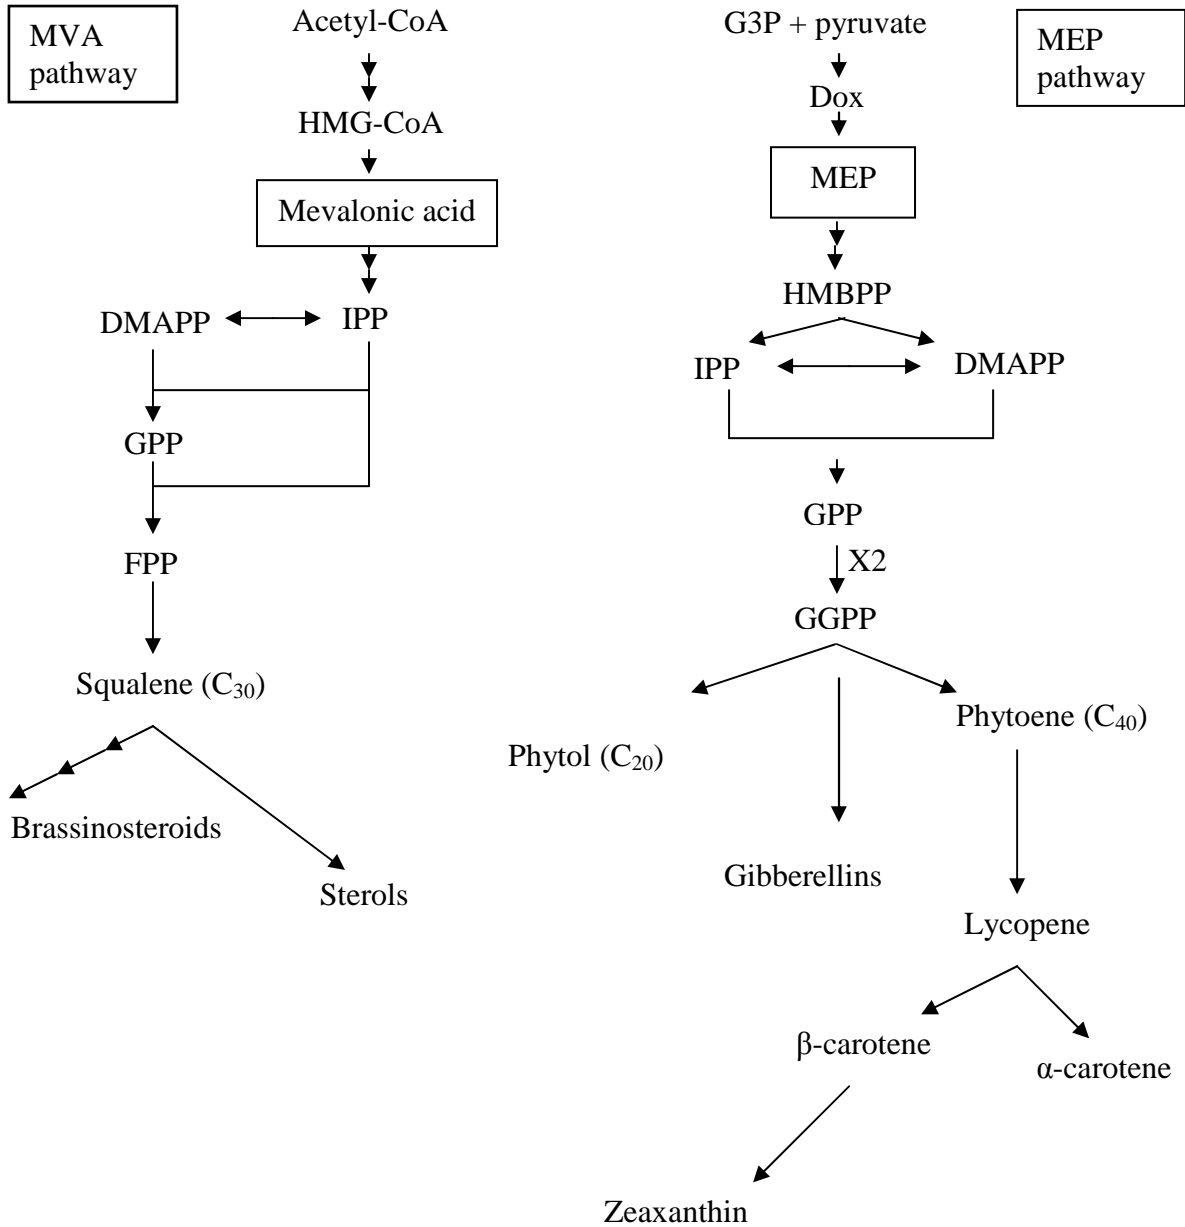 MVA
pathway
Acetyl-CoA
HMG-CoA
Mevalonic acid
DMAPP
IPP
GPP
FPP
Squalene (C₃₀)
Brassinosteroids
Sterols
G3P + pyruvate
MEP
pathway
Dox
MEP
HMBPP
IPP
DMAPP
GPP
X2
GGPP
Phytol (C₂₀)
Gibberellins
Phytoene (C₄₀)
Lycopene
β-carotene
α-carotene
Zeaxanthin